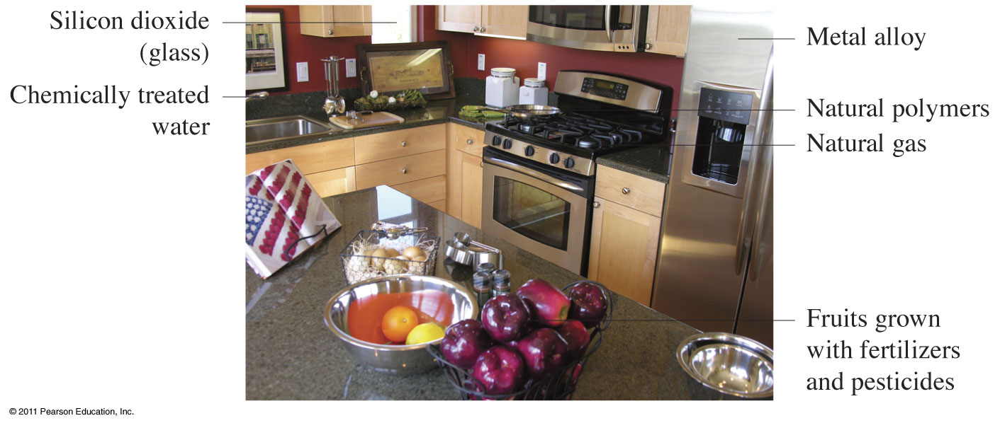 Silicon dioxide
(glass)
Chemically treated
water
Metal alloy
Natural polymers
Natural gas
Fruits grown
with fertilizers
and pesticides
© 2011 Pearson Education, Inc.